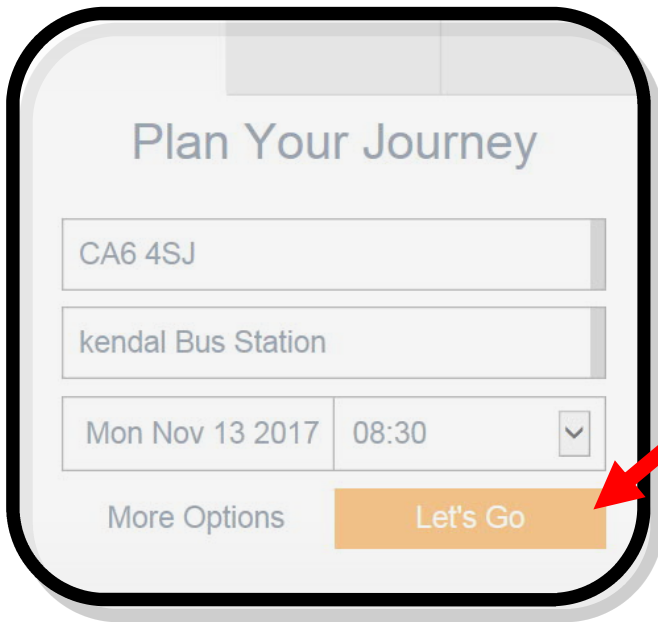 Plan Your Journey
CA6 4SJ
kendal Bus Station
Mon Nov 13 2017 08:30
More Options Let's Go